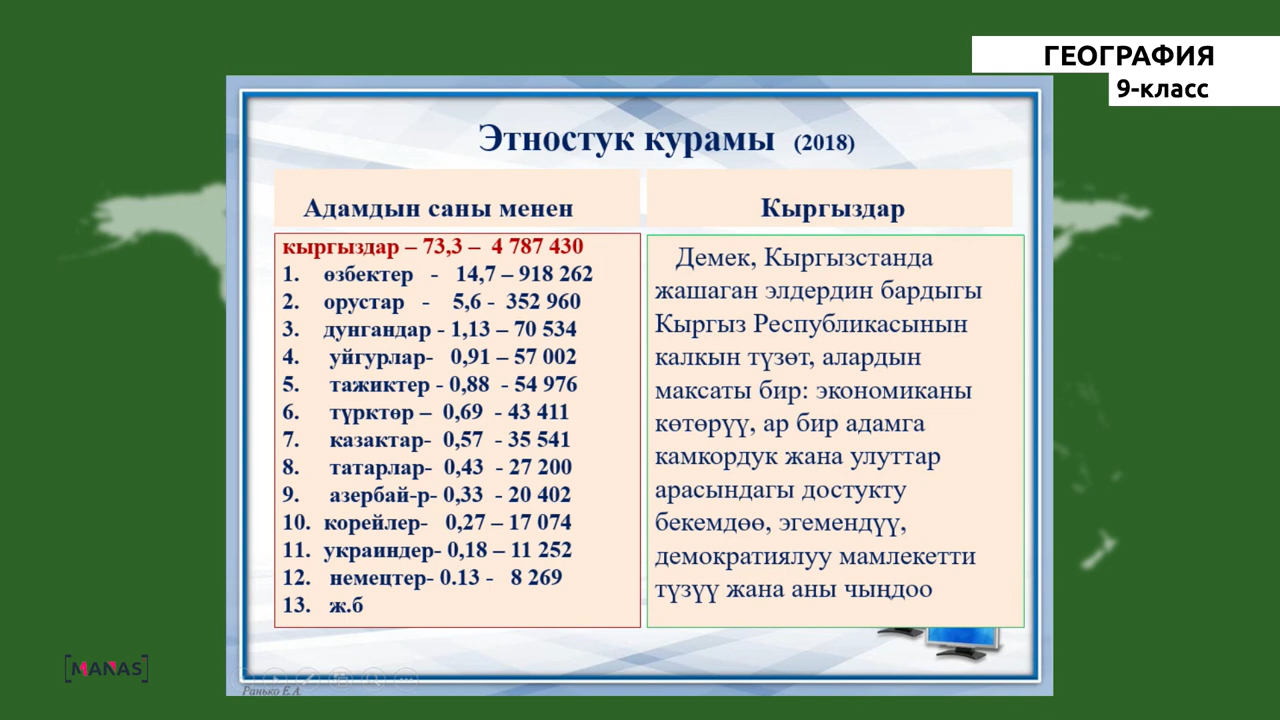 ГЕОГРАФИЯ
9-класс
Этностук курамы (2018)
Адамдын саны менен
кыргыздар – 73,3 – 4 787 430
1. өзбектер - 14,7 – 918 262
2. орустар - 5,6 - 352 960
3. дунгандар - 1,13 – 70 534
4. уйгурлар- 0,91 – 57 002
5. тажиктер - 0,88 - 54 976
6. түрктөр – 0,69 - 43 411
7. казактар- 0,57 - 35 541
8. татарлар- 0,43 - 27 200
9. азербай-р- 0,33 - 20 402
10. корейлер- 0,27 – 17 074
11. украиндер- 0,18 – 11 252
12. немецтер- 0.13 - 8 269
13. ж.б
Кыргыздар
Демек, Кыргызстанда
жашаган элдердин бардыгы
Кыргыз Республикасынын
калкын түзөт, алардын
максаты бир: экономиканы
көтөрүү, ар бир адамга
камкордук жана улуттар
арасындагы достукту
бекемдөө, эгемендүү,
демократиялуу мамлекетти
түзүү жана аны чыңдоо
MANAS
Ранько Е.А.